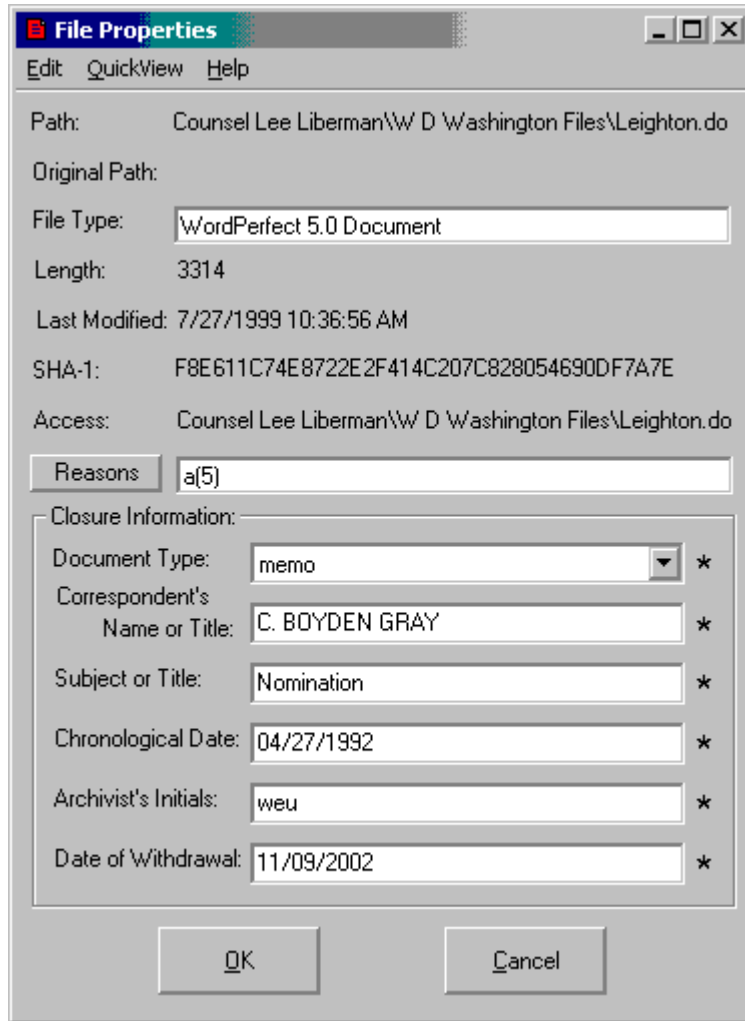 File Properties
Edit QuickView Help
Path: Counsel Lee Liberman\W D Washington Files\Leighton.do
Original Path:
File Type: WordPerfect 5.0 Document
Length: 3314
Last Modified: 7/27/1999 10:36:56 AM
SHA-1: F8E611C74E8722E2F414C207C828054690DF7A7E
Access: Counsel Lee Liberman\W D Washington Files\Leighton.do
Reasons a(5)
Closure Information:
Document Type: memo *
Correspondent's
Name or Title: C. BOYDEN GRAY *
Subject or Title: Nomination *
Chronological Date: 04/27/1992 *
Archivist's Initials: weu *
Date of Withdrawal: 11/09/2002 *
OK Cancel